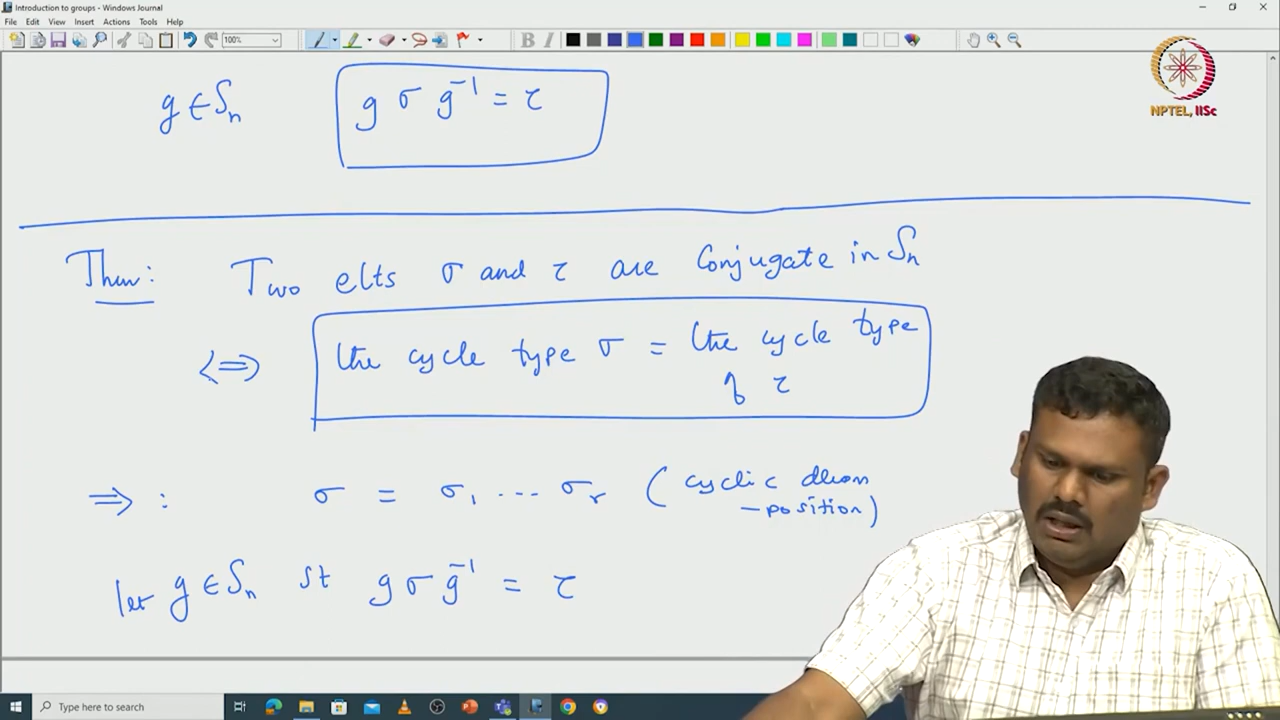 Introduction to groups - Windows Journal
File Edit View Insert Actions Tools Help
100% B I
NPTEL, IISc
g ∈ Sₙ g σ g⁻¹ = τ
Thm: Two elts σ and τ are Conjugate in Sₙ
⟺ the cycle type σ = the cycle type
of τ
⇒ : σ = σ₁ ... σᵣ (cyclic decom
-position)
let g ∈ Sₙ st g σ g⁻¹ = τ
Type here to search